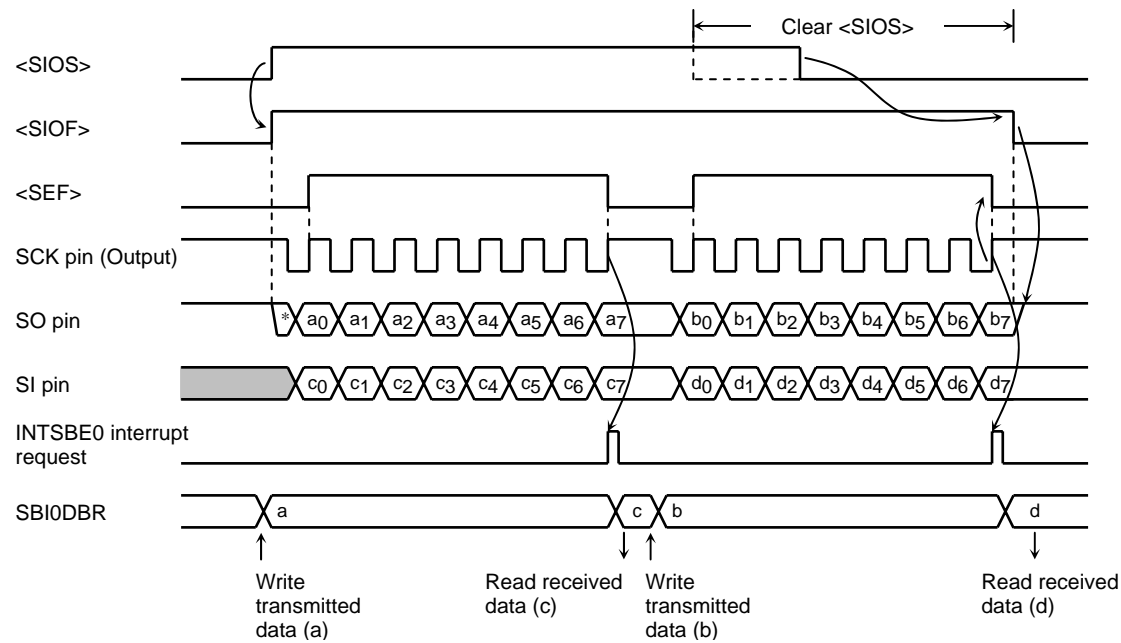 Clear <SIOS>
<SIOS>
<SIOF>
<SEF>
SCK pin (Output)
SO pin
* a0 a1 a2 a3 a4 a5 a6 a7 b0 b1 b2 b3 b4 b5 b6 b7
SI pin
c0 c1 c2 c3 c4 c5 c6 c7 d0 d1 d2 d3 d4 d5 d6 d7
INTSBE0 interrupt
request
SBI0DBR
a c b d
Write
transmitted
data (a)
Read received
data (c)
Write
transmitted
data (b)
Read received
data (d)